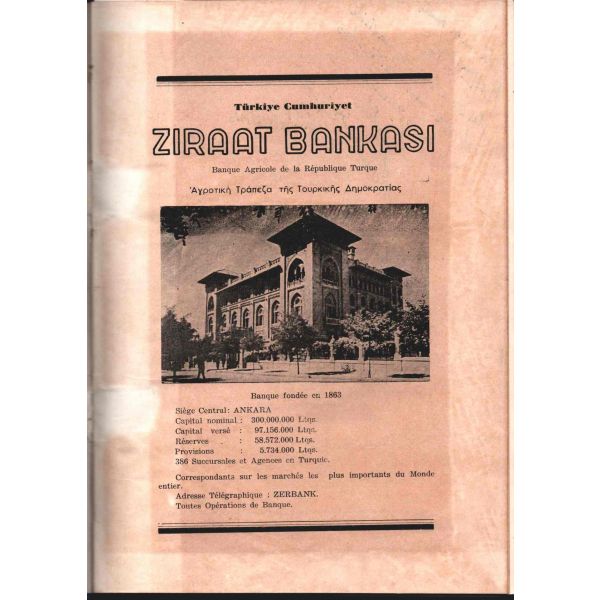 Türkiye Cumhuriyet
ZIRAAT BANKASI
Banque Agricole de la République Turque
Ἀγροτικὴ Τράπεζα τῆς Τουρκικῆς Δημοκρατίας
Banque fondée en 1863
Siège Central: ANKARA
Capital nominal : 300.000.000 Ltqs.
Capital versé : 97.156.000 Ltqs.
Réserves . : 58.572.000 Ltqs.
Provisions : 5.734.000 Ltqs.
386 Succursales et Agences en Turquie.
Correspondants sur les marchés les plus importants du Monde
entier.
Adresse Télégraphique : ZERBANK.
Toutes Opérations de Banque.